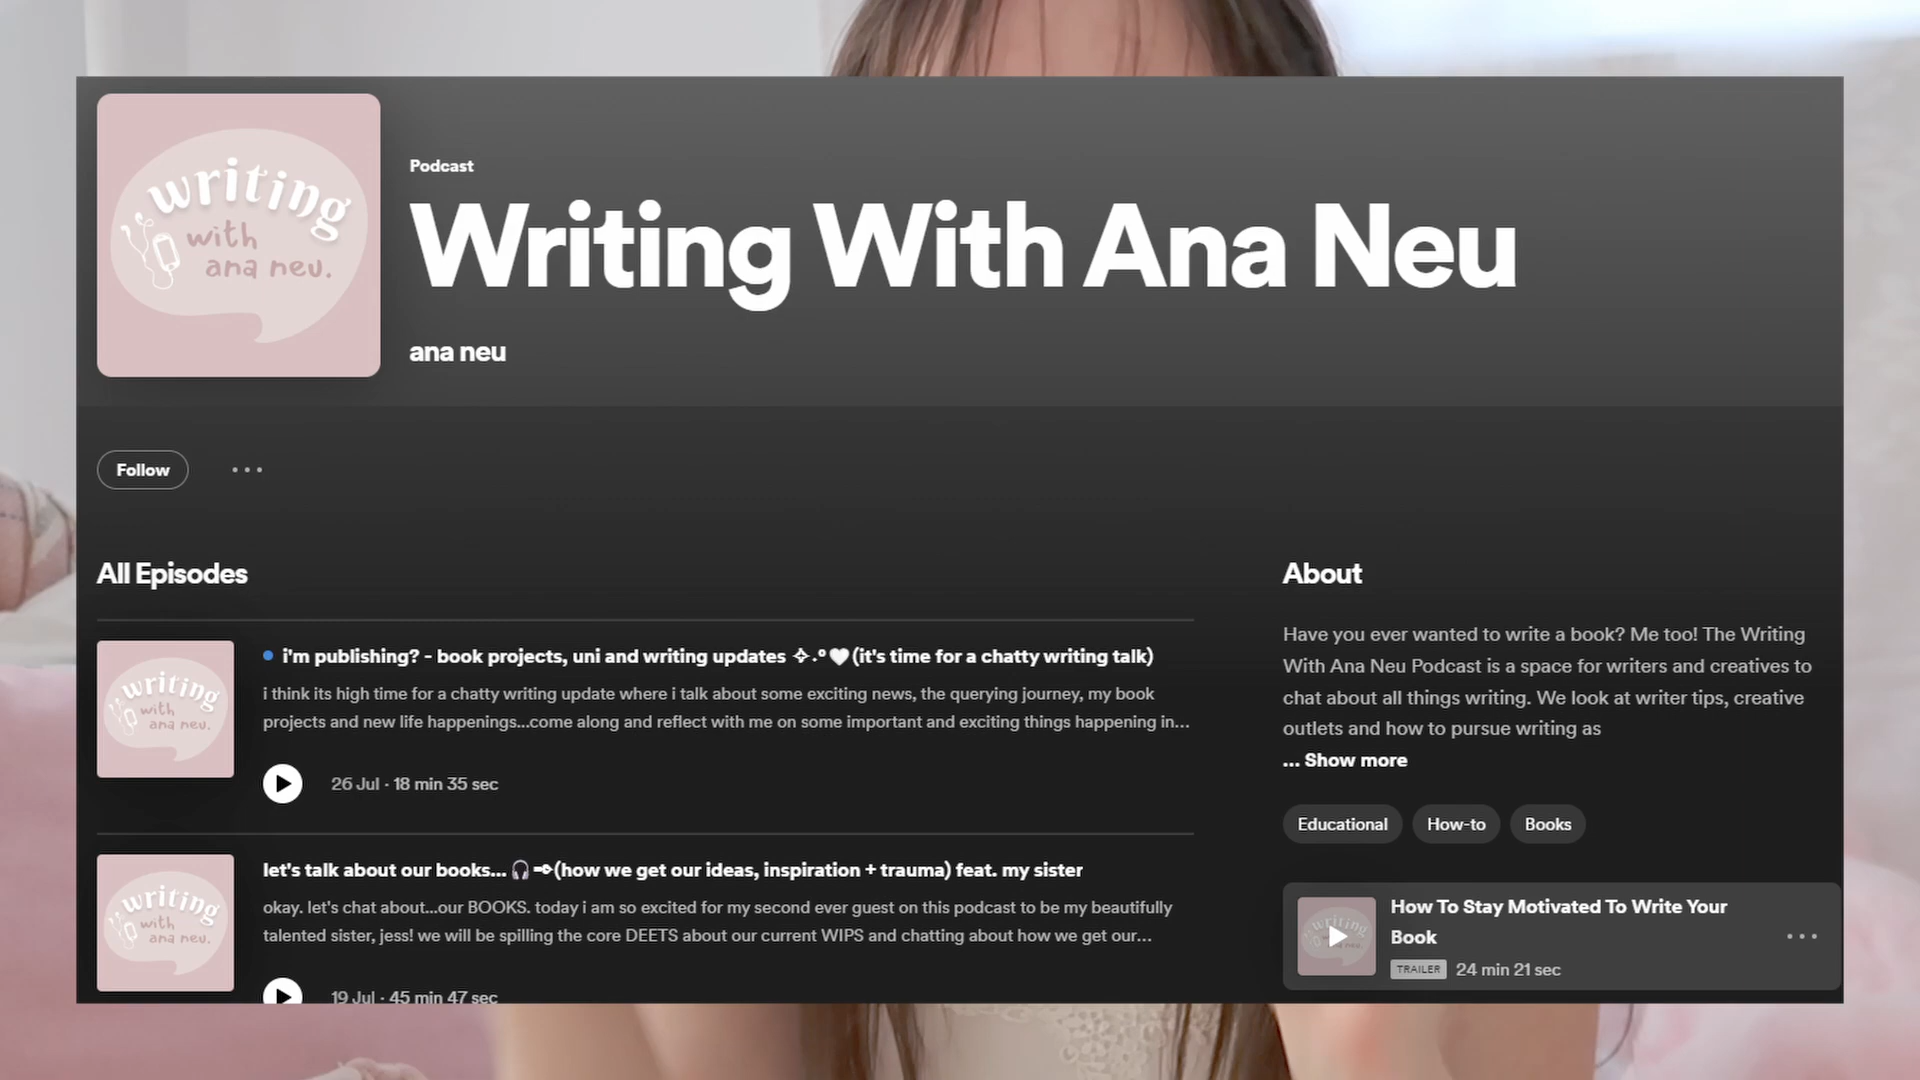 writing
with
ana neu.
Podcast
Writing With Ana Neu
ana neu
Follow
All Episodes
writing
with
ana neu.
i'm publishing? - book projects, uni and writing updates ✧.°🤍(it's time for a chatty writing talk)
i think its high time for a chatty writing update where i talk about some exciting news, the querying journey, my book
projects and new life happenings...come along and reflect with me on some important and exciting things happening in...
26 Jul · 18 min 35 sec
writing
with
ana neu.
let's talk about our books... 🎧🗝(how we get our ideas, inspiration + trauma) feat. my sister
okay. let's chat about...our BOOKS. today i am so excited for my second ever guest on this podcast to be my beautifully
talented sister, jess! we will be spilling the core DEETS about our current WIPS and chatting about how we get our...
19 Jul · 45 min 47 sec
About
Have you ever wanted to write a book? Me too! The Writing
With Ana Neu Podcast is a space for writers and creatives to
chat about all things writing. We look at writer tips, creative
outlets and how to pursue writing as
... Show more
Educational How-to Books
writing
How To Stay Motivated To Write Your
Book
TRAILER 24 min 21 sec